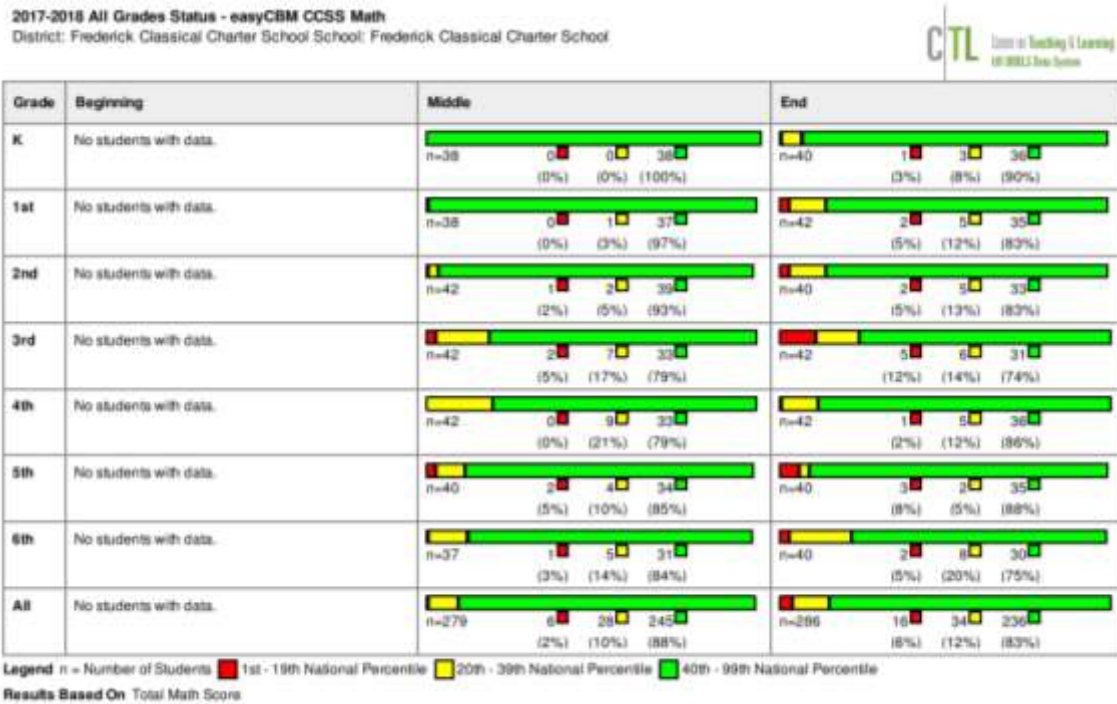 2017-2018 All Grades Status - easyCBM CCSS Math
District: Frederick Classical Charter School School: Frederick Classical Charter School
CTL
Grade Beginning Middle End
K No students with data.
n=38 0 0 38 n=40 1 3 36
(0%) (0%) (100%) (3%) (8%) (90%)
1st No students with data.
n=38 0 1 37 n=42 2 5 35
(0%) (3%) (97%) (5%) (12%) (83%)
2nd No students with data.
n=42 1 2 39 n=40 2 5 33
(2%) (5%) (93%) (5%) (13%) (83%)
3rd No students with data.
n=42 2 7 33 n=42 5 6 31
(5%) (17%) (79%) (12%) (14%) (74%)
4th No students with data.
n=42 0 9 33 n=42 1 5 36
(0%) (21%) (79%) (2%) (12%) (86%)
5th No students with data.
n=40 2 4 34 n=40 3 2 35
(5%) (10%) (85%) (8%) (5%) (88%)
6th No students with data.
n=37 1 5 31 n=40 2 8 30
(3%) (14%) (84%) (5%) (20%) (75%)
All No students with data.
n=279 6 28 245 n=286 16 34 236
(2%) (10%) (88%) (6%) (12%) (83%)
Legend n = Number of Students 1st - 19th National Percentile 20th - 39th National Percentile 40th - 99th National Percentile
Results Based On Total Math Score